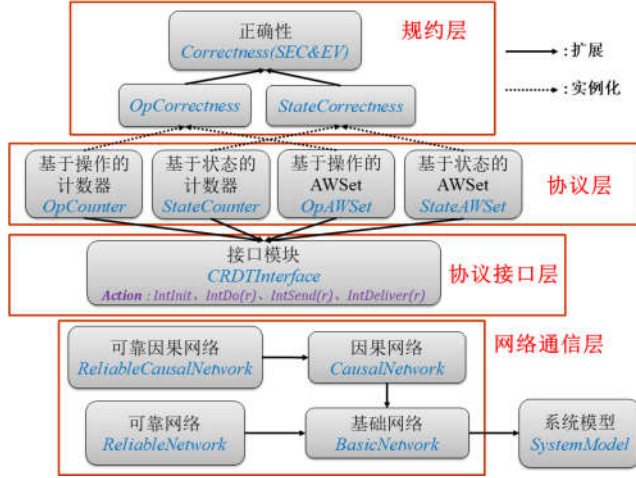 正确性
Correctness(SEC&EV)
规约层
:扩展
:实例化
OpCorrectness
StateCorrectness
基于操作的
计数器
OpCounter
基于状态的
计数器
StateCounter
基于操作的
AWSet
OpAWSet
基于状态的
AWSet
StateAWSet
协议层
接口模块
CRDTInterface
Action : IntInit、IntDo(r)、IntSend(r)、IntDeliver(r)
协议接口层
可靠因果网络
ReliableCausalNetwork
因果网络
CausalNetwork
网络通信层
可靠网络
ReliableNetwork
基础网络
BasicNetwork
系统模型
SystemModel